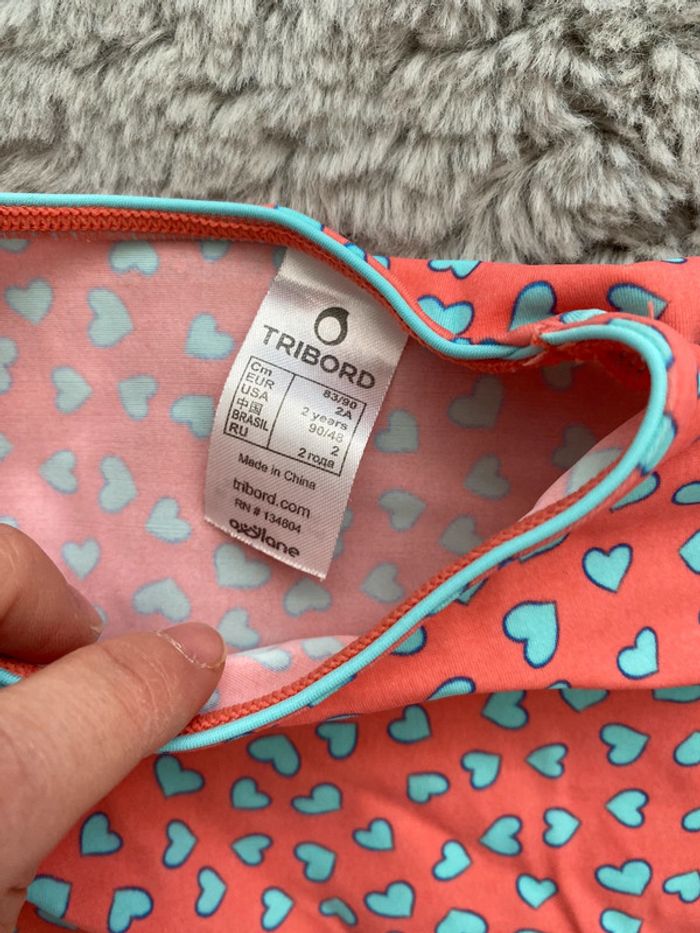 TRIBORD
Cm 83/90
EUR 2A
USA 2 years
中国 90/48
BRASIL 2
RU 2 года
Made in China
tribord.com
RN # 134604
oxylane